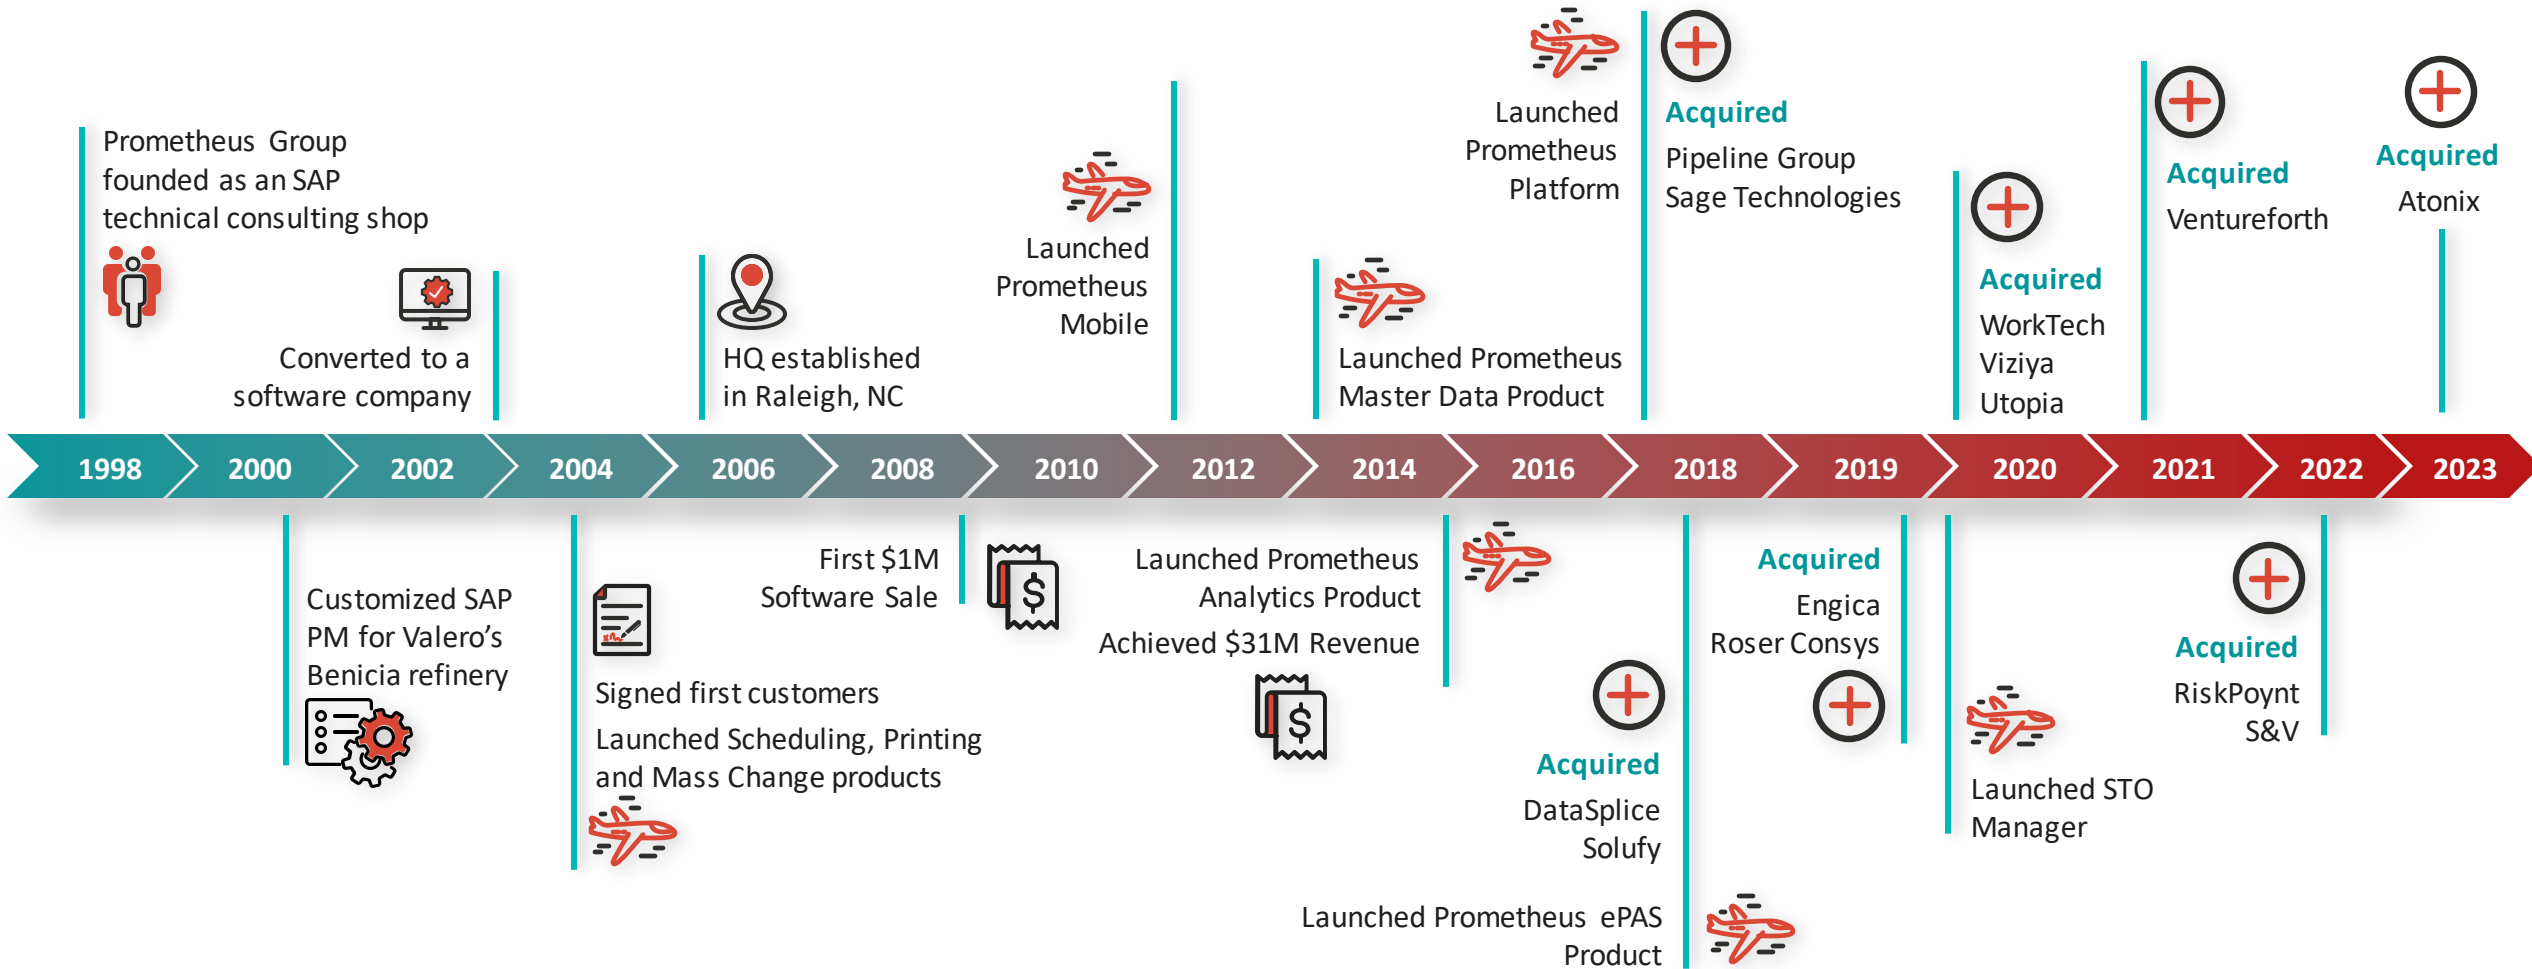 Prometheus Group
founded as an SAP
technical consulting shop
Converted to a
software company
HQ established
in Raleigh, NC
Launched
Prometheus
Mobile
Launched Prometheus
Master Data Product
Launched
Prometheus
Platform
Acquired
Pipeline Group
Sage Technologies
Acquired
WorkTech
Viziya
Utopia
Acquired
Ventureforth
Acquired
Atonix
1998 2000 2002 2004 2006 2008 2010 2012 2014 2016 2018 2019 2020 2021 2022 2023
Customized SAP
PM for Valero’s
Benicia refinery
Signed first customers
Launched Scheduling, Printing
and Mass Change products
First $1M
Software Sale
$
Launched Prometheus
Analytics Product
Achieved $31M Revenue
$
Acquired
DataSplice
Solufy
Launched Prometheus ePAS
Product
Acquired
Engica
Roser Consys
Launched STO
Manager
Acquired
RiskPoynt
S&V